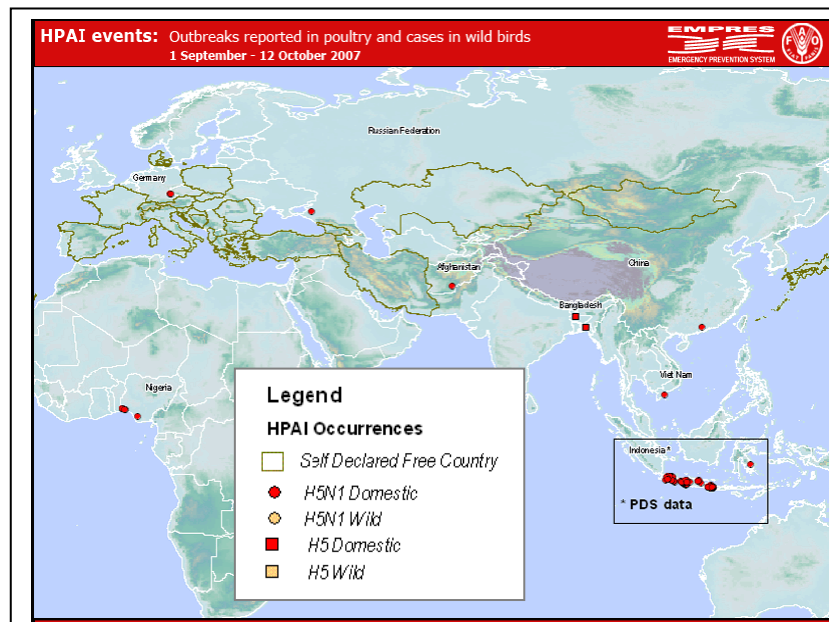 HPAI events: Outbreaks reported in poultry and cases in wild birds
1 September - 12 October 2007
EMPRES
EMERGENCY PREVENTION SYSTEM
F A O
FIAT PANIS
Russian Federation
Germany
Afghanistan
China
Bangladesh
Nigeria
Viet Nam
Indonesia*
* PDS data
Legend
HPAI Occurrences
Self Declared Free Country
H5N1 Domestic
H5N1 Wild
H5 Domestic
H5 Wild